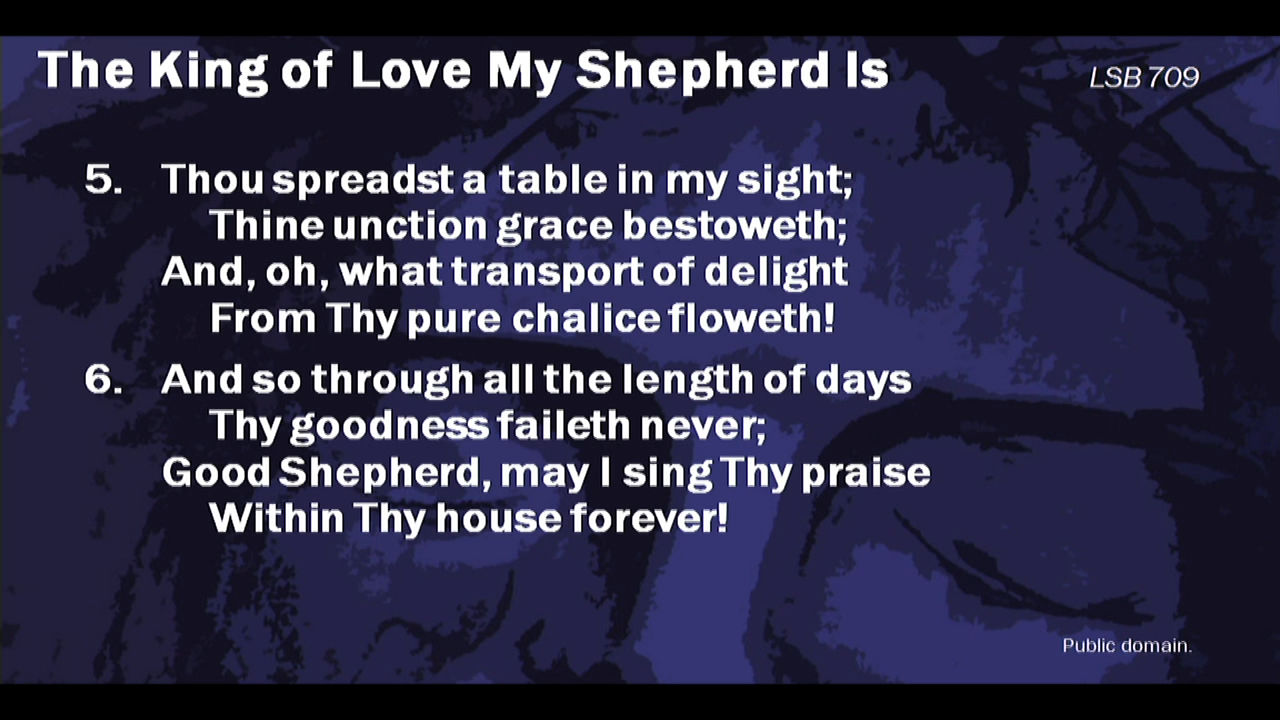 The King of Love My Shepherd Is
LSB 709
5. Thou spreadst a table in my sight;
Thine unction grace bestoweth;
And, oh, what transport of delight
From Thy pure chalice floweth!
6. And so through all the length of days
Thy goodness faileth never;
Good Shepherd, may I sing Thy praise
Within Thy house forever!
Public domain.